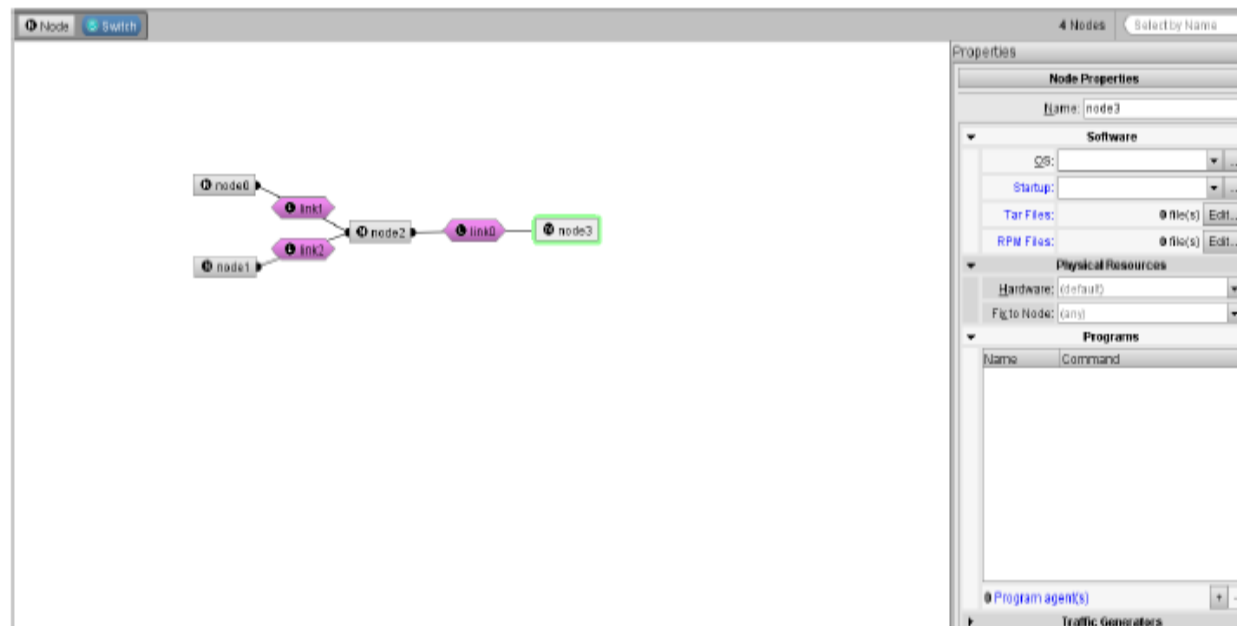 Node Switch 4 Nodes Select by Name
Properties
Node Properties
Name: node3
Software
OS:
Startup:
Tar Files: 0 file(s) Edit...
RPM Files: 0 file(s) Edit...
Physical Resources
Hardware: (default)
Fix to Node: (any)
Programs
Name Command
0 Program agent(s) +
Traffic Generators
node0
link1
node2
link0
node3
link2
node1